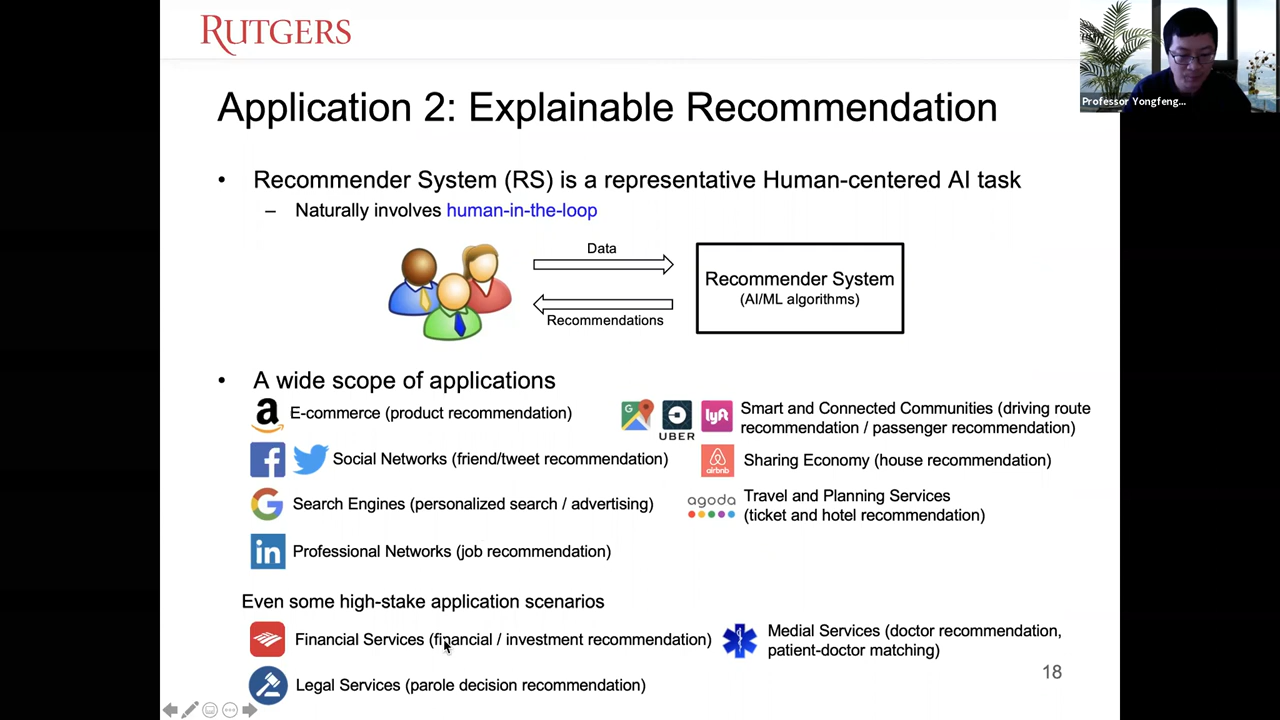 RUTGERS
Professor Yongfeng...
Application 2: Explainable Recommendation
• Recommender System (RS) is a representative Human-centered AI task
– Naturally involves human-in-the-loop
Data
Recommendations
Recommender System
(AI/ML algorithms)
• A wide scope of applications
a E-commerce (product recommendation)
f Social Networks (friend/tweet recommendation)
G Search Engines (personalized search / advertising)
in Professional Networks (job recommendation)
G UBER lyft Smart and Connected Communities (driving route
recommendation / passenger recommendation)
airbnb Sharing Economy (house recommendation)
agoda Travel and Planning Services
(ticket and hotel recommendation)
Even some high-stake application scenarios
Financial Services (financial / investment recommendation)
Medial Services (doctor recommendation,
patient-doctor matching)
Legal Services (parole decision recommendation)
18